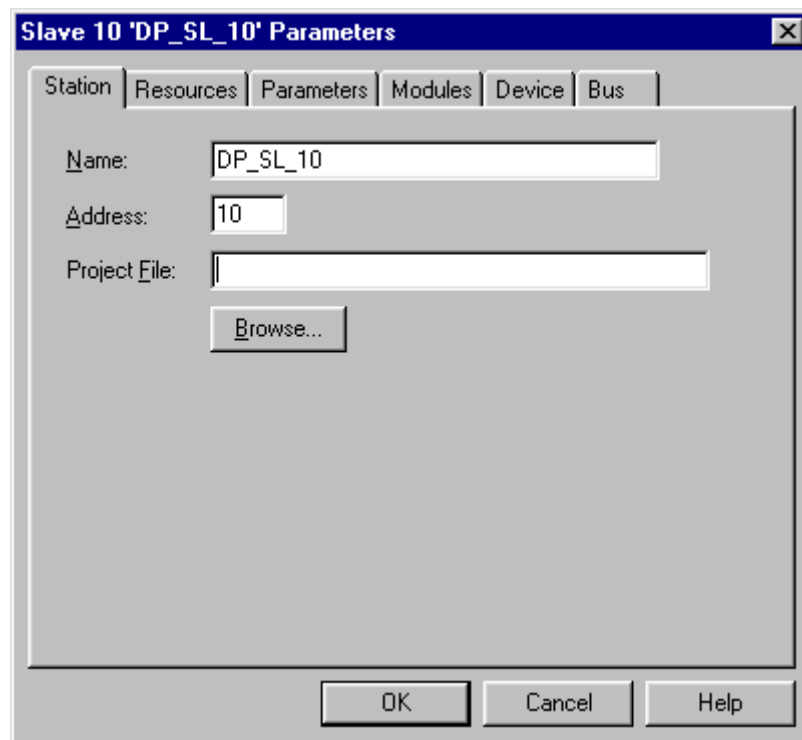 Slave 10 'DP_SL_10' Parameters
Station Resources Parameters Modules Device Bus
Name: DP_SL_10
Address: 10
Project File:
Browse...
OK Cancel Help